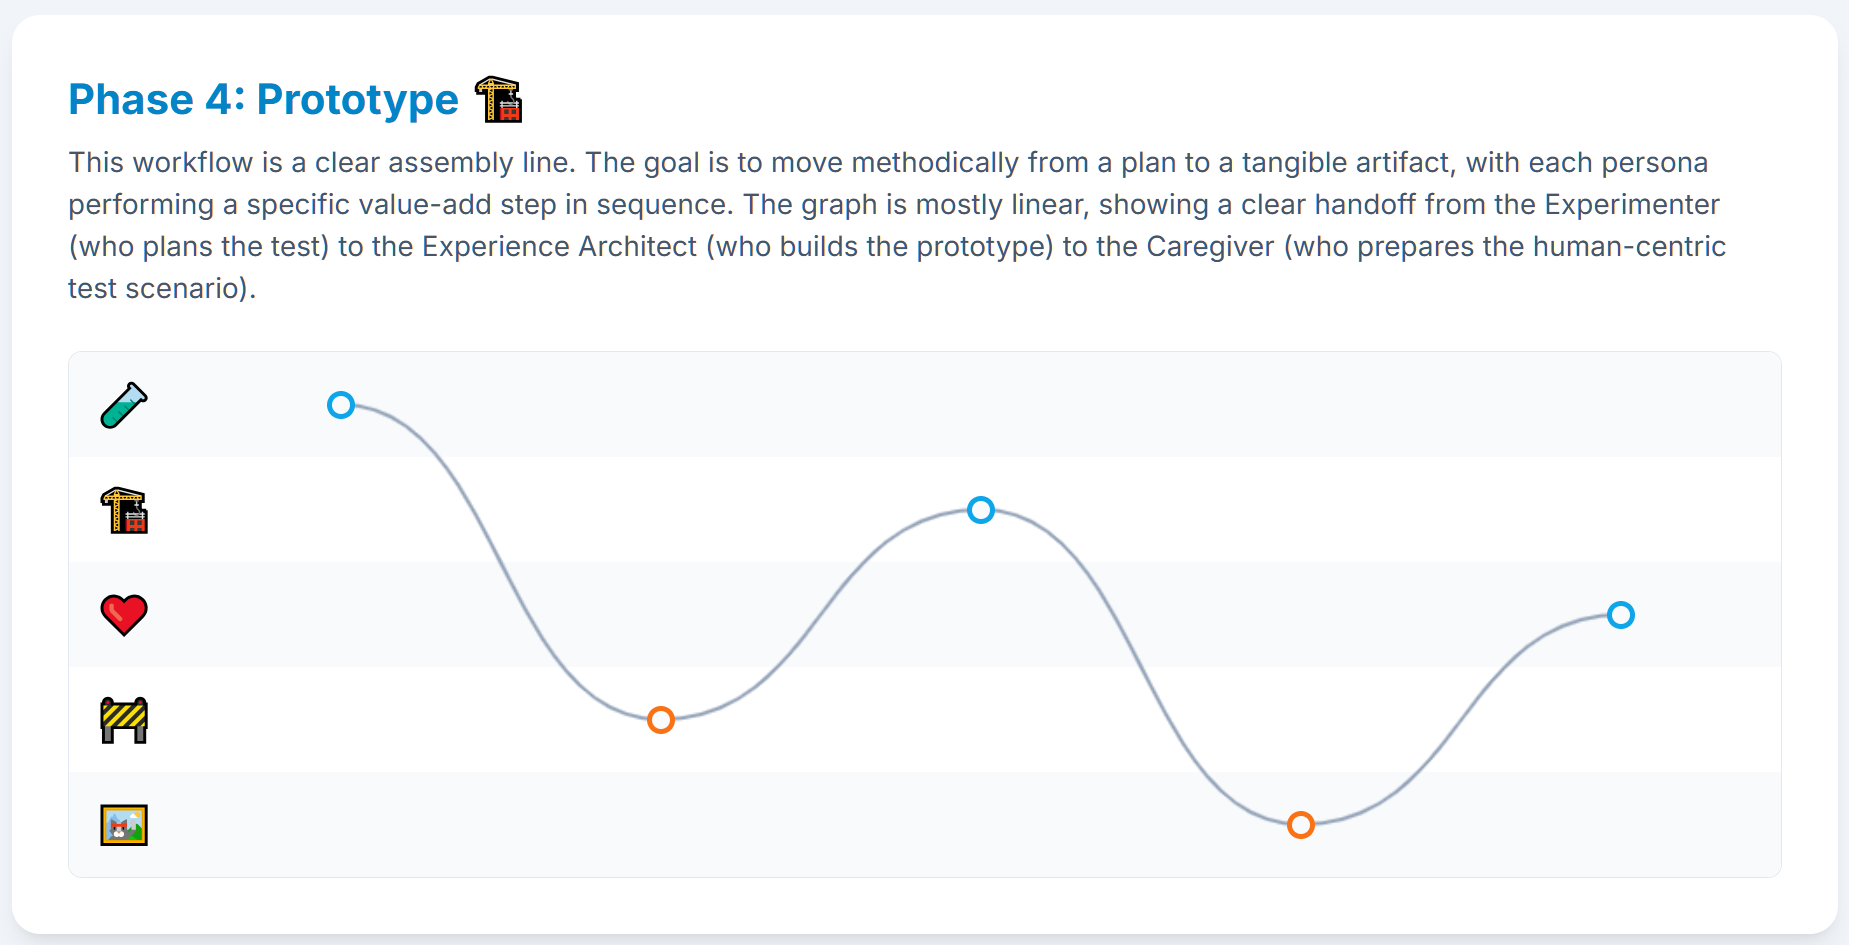 Phase 4: Prototype
This workflow is a clear assembly line. The goal is to move methodically from a plan to a tangible artifact, with each persona
performing a specific value-add step in sequence. The graph is mostly linear, showing a clear handoff from the Experimenter
(who plans the test) to the Experience Architect (who builds the prototype) to the Caregiver (who prepares the human-centric
test scenario).